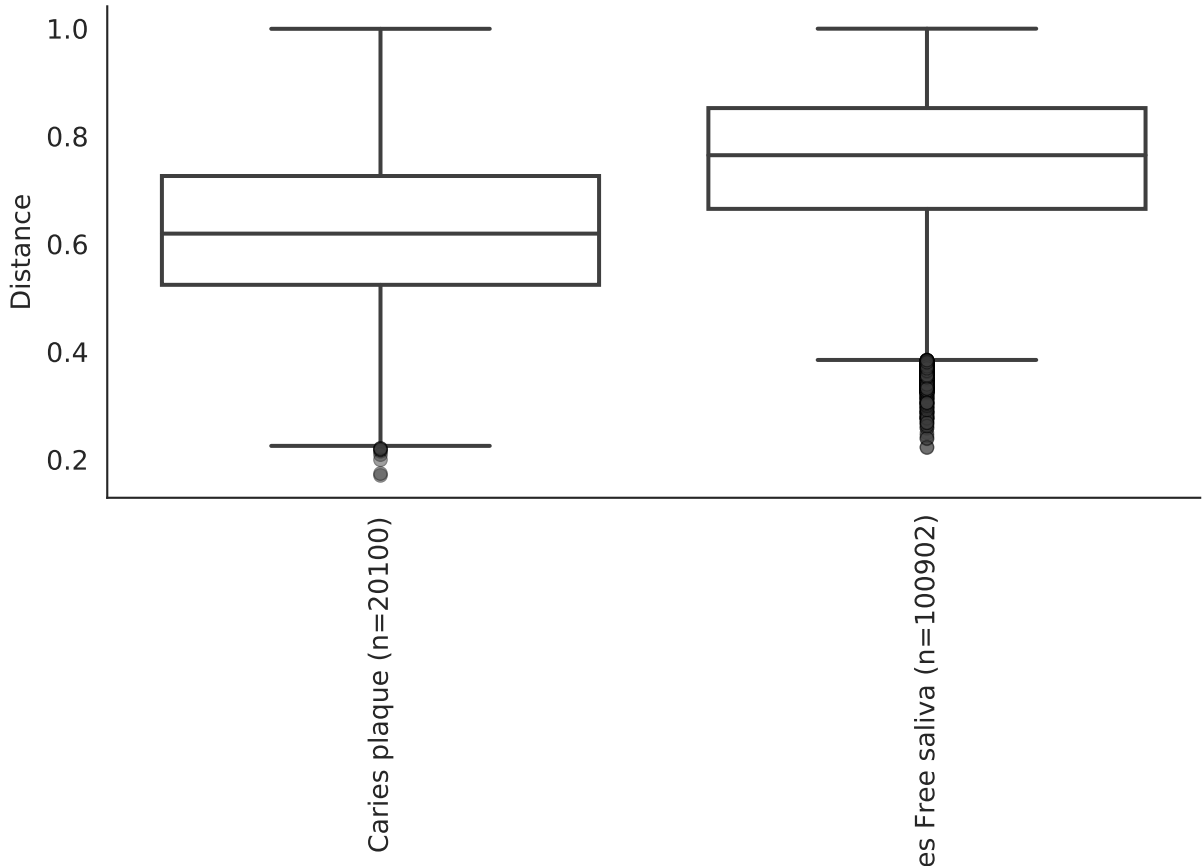 1.0
0.8
0.6
0.4
0.2
Distance
Caries plaque (n=20100)
es Free saliva (n=100902)